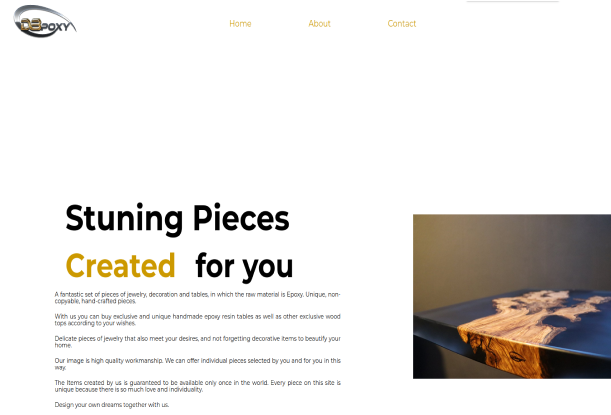 DBPOXY
Home About Contact
Stuning Pieces
Created for you
A fantastic set of pieces of jewelry, decoration and tables, in which the raw material is Epoxy. Unique, non-
copyable, hand-crafted pieces.
With us you can buy exclusive and unique handmade epoxy resin tables as well as other exclusive wood
tops according to your wishes.
Delicate pieces of jewelry that also meet your desires, and not forgetting decorative items to beautify your
home.
Our image is high quality workmanship. We can offer individual pieces selected by you and for you in this
way.
The Items created by us is guaranteed to be available only once in the world. Every piece on this site is
unique because there is so much love and individuality.
Design your own dreams together with us.